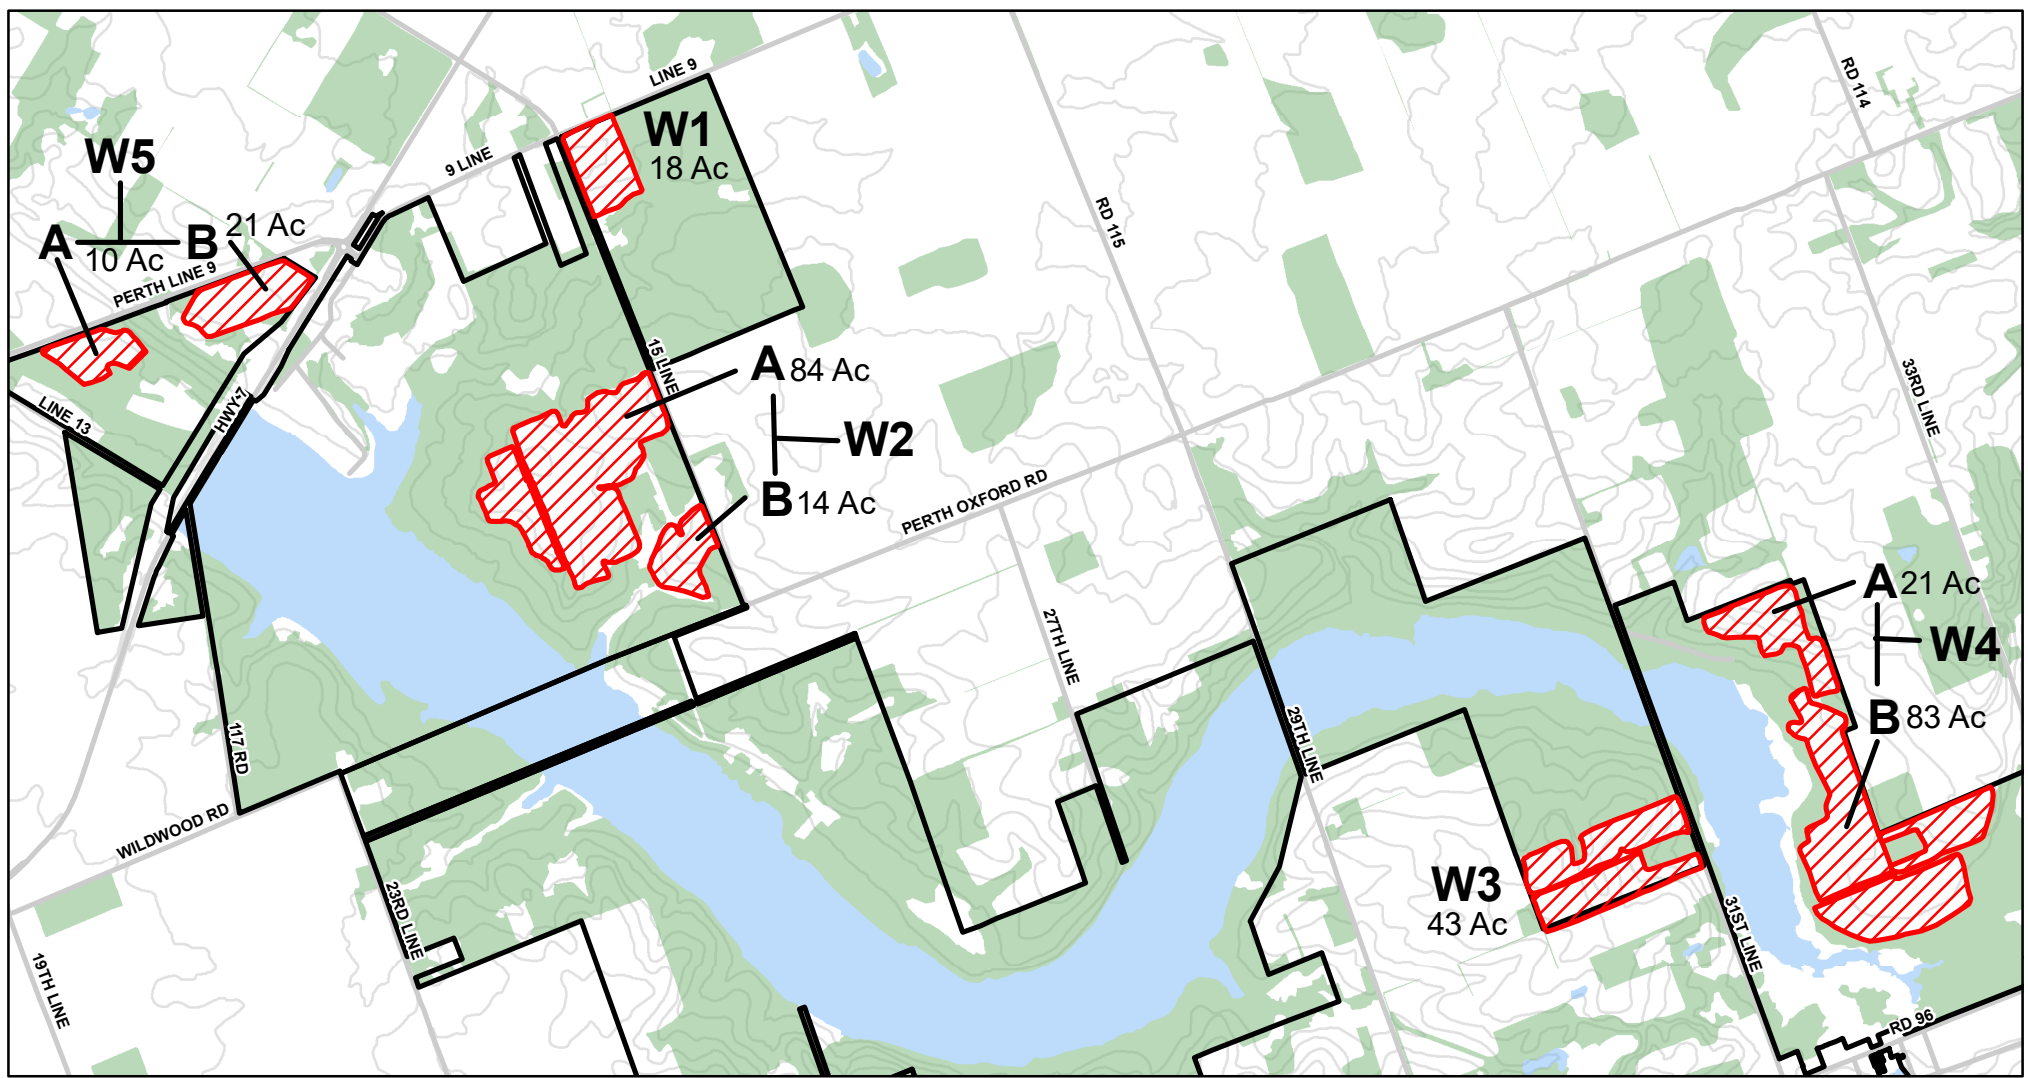 LINE 9
RD 114
W1
18 Ac
W5
9 LINE
A
B
21 Ac
10 Ac
PERTH LINE 9
RD 115
15 LINE
A 84 Ac
W2
B 14 Ac
HWY-7
LINE 13
33RD LINE
PERTH OXFORD RD
A 21 Ac
W4
B 83 Ac
27TH LINE
29TH LINE
117 RD
WILDWOOD RD
W3
43 Ac
23RD LINE
31ST LINE
19TH LINE
RD 96